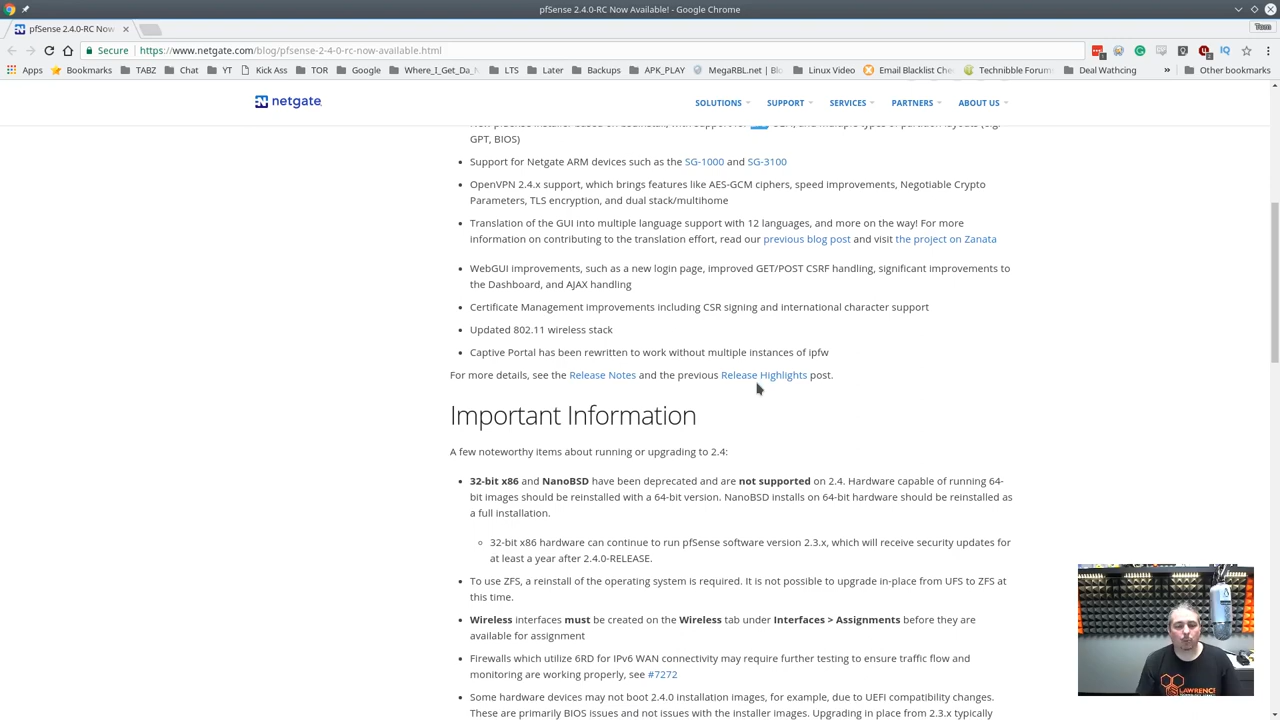 pfSense 2.4.0-RC Now Available! - Google Chrome
pfSense 2.4.0-RC Now
Tom
Secure https://www.netgate.com/blog/pfsense-2-4-0-rc-now-available.html
Apps Bookmarks TABZ Chat YT Kick Ass TOR Google Where_I_Get_Da_ LTS Later Backups APK_PLAY MegaRBL.net | Blo Linux Video Email Blacklist Che Technibble Forum Deal Wathcing » Other bookmarks
netgate
SOLUTIONS SUPPORT SERVICES PARTNERS ABOUT US
GPT, BIOS)
• Support for Netgate ARM devices such as the SG-1000 and SG-3100
• OpenVPN 2.4.x support, which brings features like AES-GCM ciphers, speed improvements, Negotiable Crypto
Parameters, TLS encryption, and dual stack/multihome
• Translation of the GUI into multiple language support with 12 languages, and more on the way! For more
information on contributing to the translation effort, read our previous blog post and visit the project on Zanata
• WebGUI improvements, such as a new login page, improved GET/POST CSRF handling, significant improvements to
the Dashboard, and AJAX handling
• Certificate Management improvements including CSR signing and international character support
• Updated 802.11 wireless stack
• Captive Portal has been rewritten to work without multiple instances of ipfw
For more details, see the Release Notes and the previous Release Highlights post.
Important Information
A few noteworthy items about running or upgrading to 2.4:
• 32-bit x86 and NanoBSD have been deprecated and are not supported on 2.4. Hardware capable of running 64-
bit images should be reinstalled with a 64-bit version. NanoBSD installs on 64-bit hardware should be reinstalled as
a full installation.
32-bit x86 hardware can continue to run pfSense software version 2.3.x, which will receive security updates for
at least a year after 2.4.0-RELEASE.
• To use ZFS, a reinstall of the operating system is required. It is not possible to upgrade in-place from UFS to ZFS at
this time.
• Wireless interfaces must be created on the Wireless tab under Interfaces > Assignments before they are
available for assignment
• Firewalls which utilize 6RD for IPv6 WAN connectivity may require further testing to ensure traffic flow and
monitoring are working properly, see #7272
• Some hardware devices may not boot 2.4.0 installation images, for example, due to UEFI compatibility changes.
These are primarily BIOS issues and not issues with the installer images. Upgrading in place from 2.3.x typically
LAWRENCE